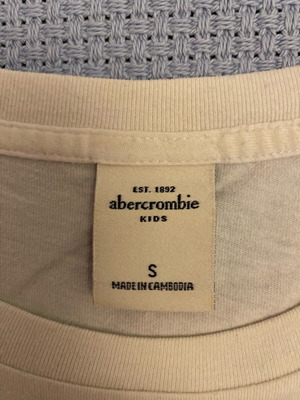 EST. 1892
abercrombie
KIDS
S
MADE IN CAMBODIA